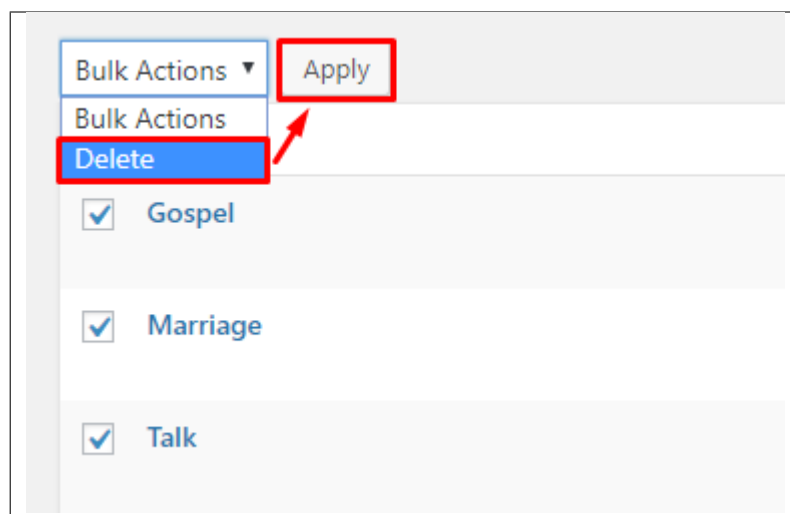 Bulk Actions ▼ Apply
Bulk Actions
Delete
Gospel
Marriage
Talk